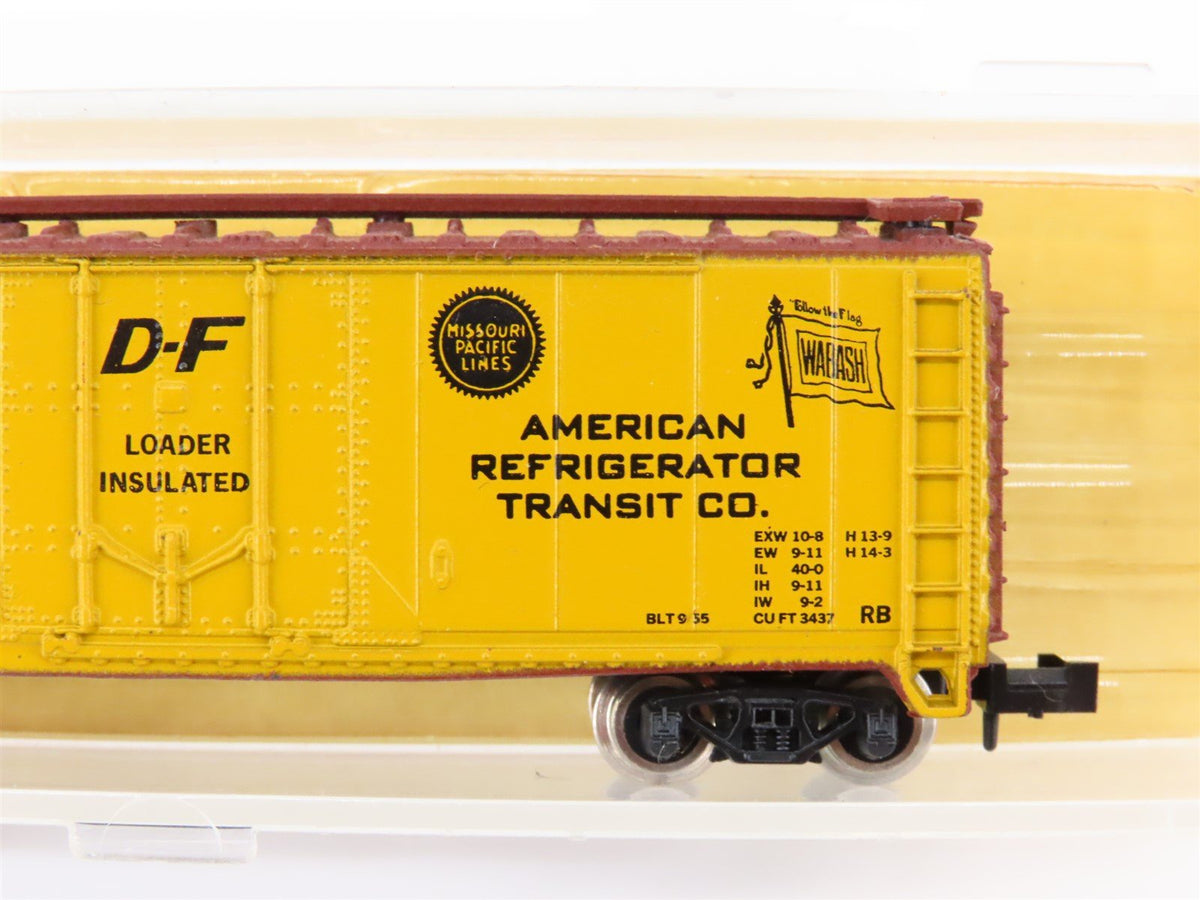 D-F
LOADER
INSULATED
MISSOURI
PACIFIC
LINES
"Follow the Flag
WABASH
AMERICAN
REFRIGERATOR
TRANSIT CO.
EXW 10-8 H 13-9
EW 9-11 H 14-3
IL 40-0
IH 9-11
IW 9-2
BLT 9 55 CU FT 3437 RB